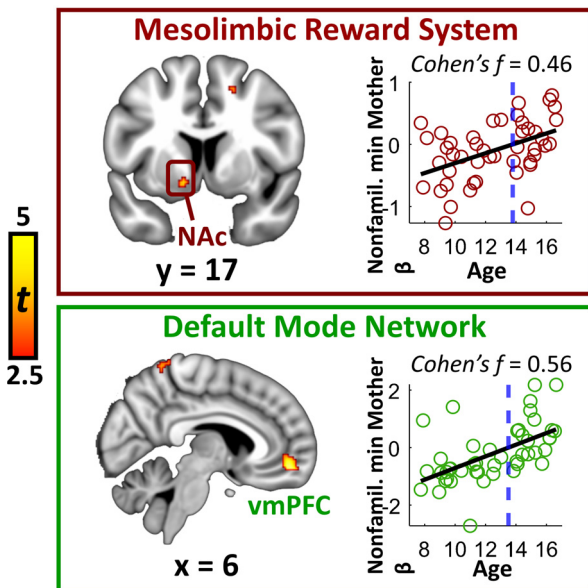 Mesolimbic Reward System
NAc
y = 17
Cohen's f = 0.46
Nonfamil. min Mother
β
1
0
1
8 10 12 14 16
Age
5
t
2.5
Default Mode Network
vmPFC
x = 6
Cohen's f = 0.56
Nonfamil. min Mother
β
2
0
-2
8 10 12 14 16
Age